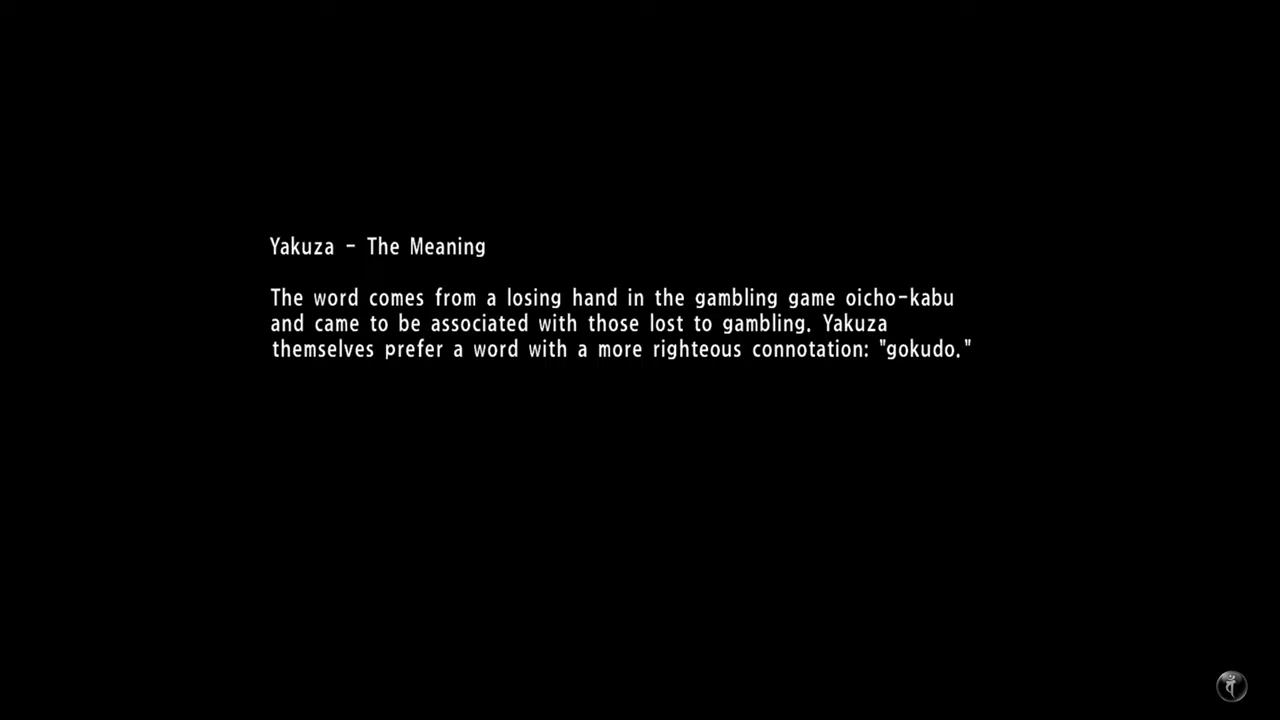 Yakuza - The Meaning
The word comes from a losing hand in the gambling game oicho-kabu
and came to be associated with those lost to gambling. Yakuza
themselves prefer a word with a more righteous connotation: "gokudo."